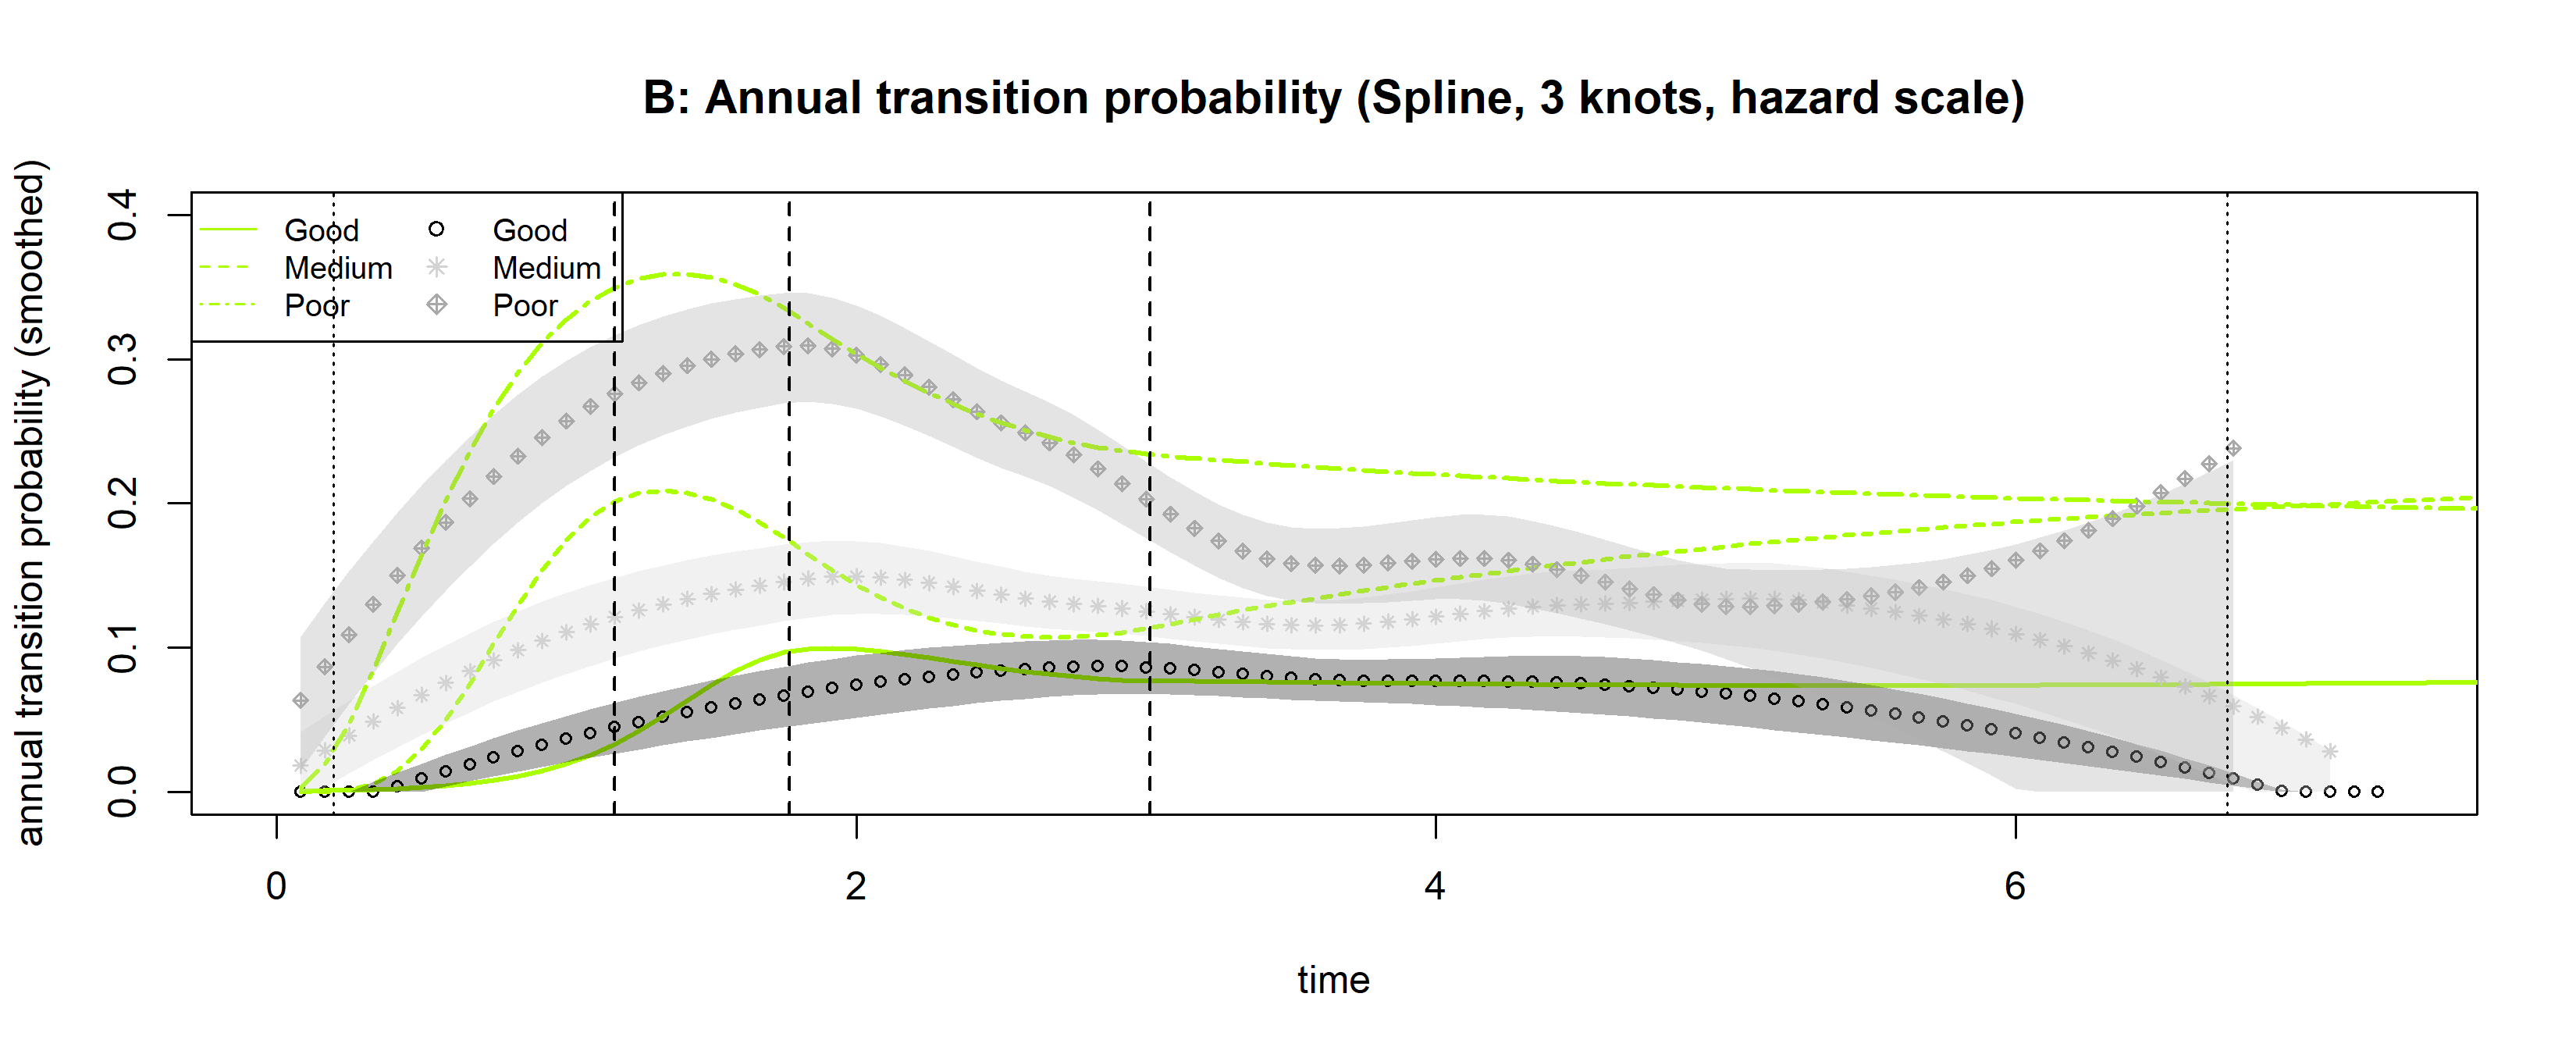 B: Annual transition probability (Spline, 3 knots, hazard scale)
annual transition probability (smoothed)
0.4
0.3
0.2
0.1
0.0
Good Good
Medium Medium
Poor Poor
0 2 4 6
time